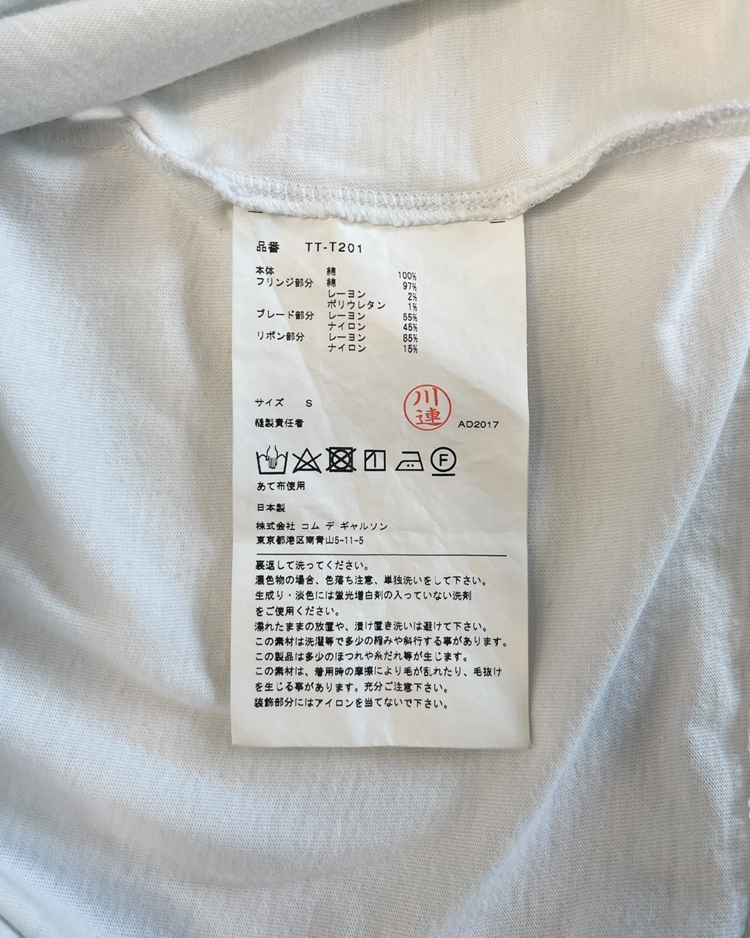 品番 TT-T201
本体 綿 100%
フリンジ部分 綿 97%
レーヨン 2%
ポリウレタン 1%
ブレード部分 レーヨン 55%
ナイロン 45%
リボン部分 レーヨン 85%
ナイロン 15%
サイズ S
川連
縫製責任者 AD2017
F
あて布使用
日本製
株式会社 コム デ ギャルソン
東京都港区南青山5-11-5
裏返して洗ってください。
濃色物の場合、色落ち注意、単独洗いをして下さい。
生成り・淡色には蛍光増白剤の入っていない洗剤
をご使用ください。
濡れたままの放置や、漬け置き洗いは避けて下さい。
この素材は洗濯等で多少の縮みや斜行する事があります。
この製品は多少のほつれや糸だれ等が生じます。
この素材は、着用時の摩擦により毛が乱れたり、毛抜け
を生じる事があります。充分ご注意下さい。
装飾部分にはアイロンを当てないで下さい。